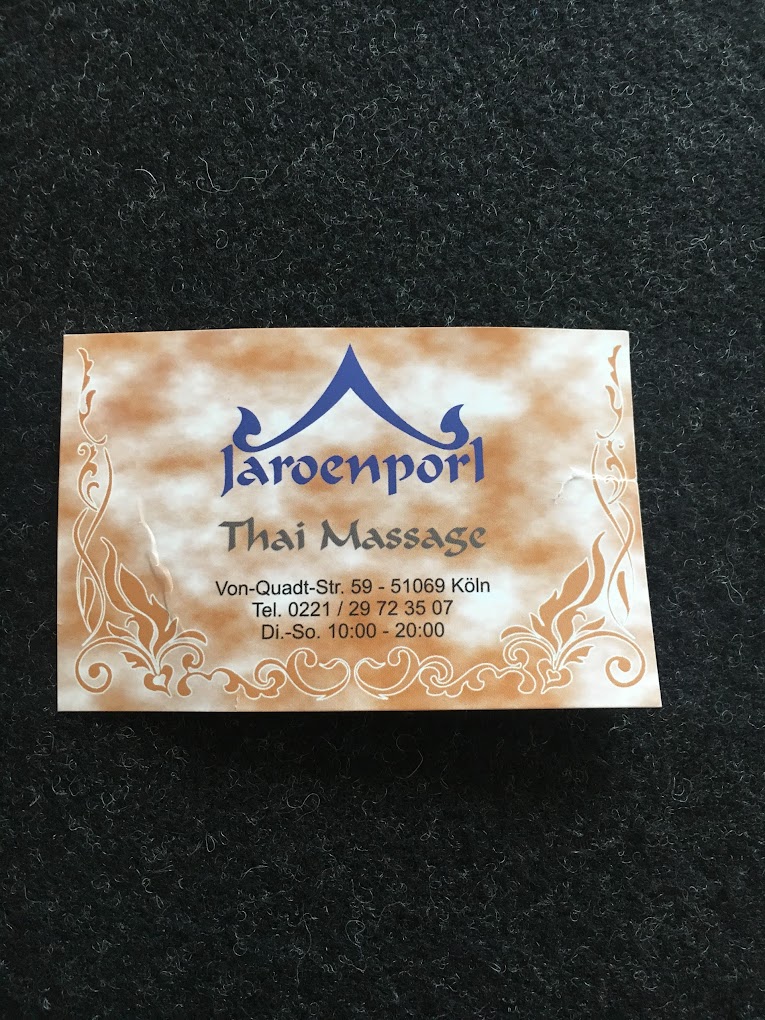 Jaroenporl
Thai Massage
Von-Quadt-Str. 59 - 51069 Köln
Tel. 0221 / 29 72 35 07
Di.-So. 10:00 - 20:00